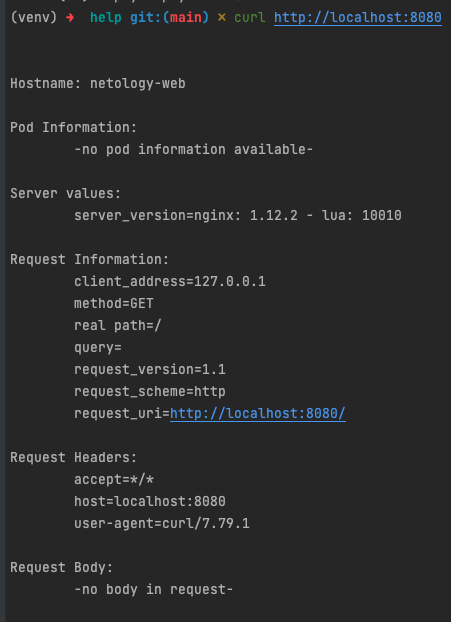 (venv) → help git:(main) × curl http://localhost:8080
Hostname: netology-web
Pod Information:
-no pod information available-
Server values:
server_version=nginx: 1.12.2 - lua: 10010
Request Information:
client_address=127.0.0.1
method=GET
real path=/
query=
request_version=1.1
request_scheme=http
request_uri=http://localhost:8080/
Request Headers:
accept=*/*
host=localhost:8080
user-agent=curl/7.79.1
Request Body:
-no body in request-